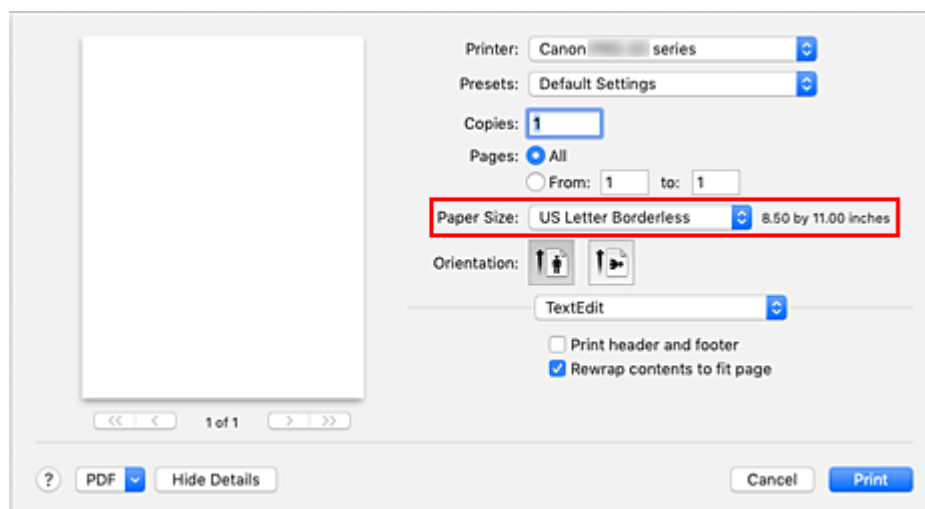 Printer: Canon series
Presets: Default Settings
Copies: 1
Pages: All
From: 1 to: 1
Paper Size: US Letter Borderless 8.50 by 11.00 inches
Orientation:
TextEdit
Print header and footer
Rewrap contents to fit page
<< < 1 of 1 > >>
? PDF Hide Details Cancel Print